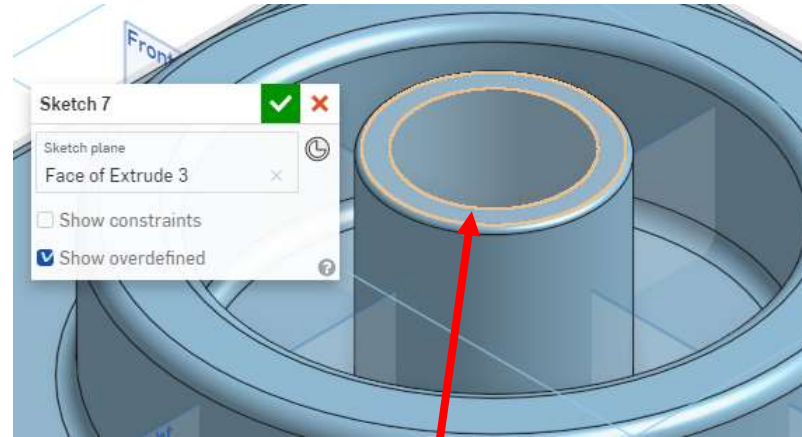 Front
Sketch 7
Sketch plane
Face of Extrude 3
Show constraints
Show overdefined